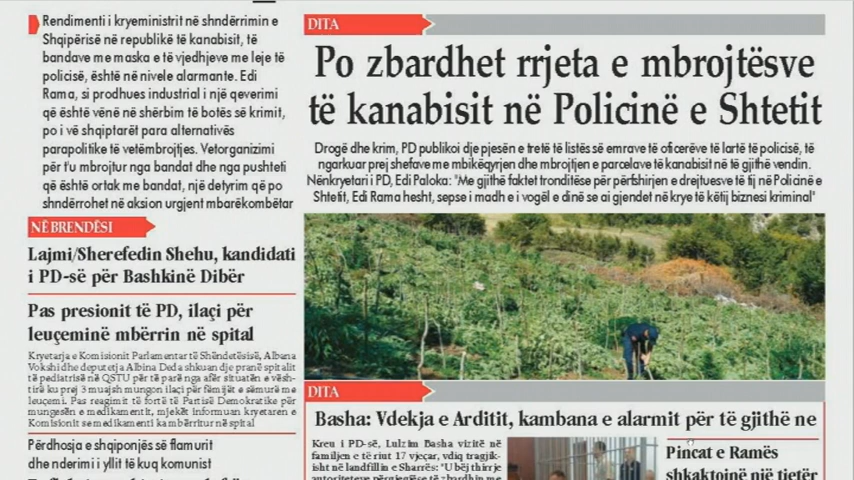 Rendimenti i kryeministrit në shndërrimin e
Shqipërisë në republikë të kanabisit, të
bandave me maska e të vjedhjeve me leje të
policisë, është në nivele alarmante. Edi
Rama, si prodhues industrial i një qeverimi
që është vënë në shërbim të botës së krimit,
po i vë shqiptarët para alternativës
parapolitike të vetëmbrojtjes. Vetorganizimi
për t'u mbrojtur nga bandat dhe nga pushteti
që është ortak me bandat, një detyrim që po
shndërrohet në aksion urgjent mbarëkombëtar
NË BRENDËSI
Lajmi/Sherefedin Shehu, kandidati
i PD-së për Bashkinë Dibër
Pas presionit të PD, ilaçi për
leuçeminë mbërrin në spital
Kryetarja e Komisionit Parlamentar të Shëndetësisë, Albana
Vokshi dhe deputetja Albina Deda shkuan dje pranë spitalit
të pediatrisë në QSTU për të parë nga afër situatën e vësh-
tirë ku prej 3 muajsh mungon ilaçi për fëmijët e sëmurë me
leuçemi. Pas reagimit të fortë të Partisë Demokratike për
mungesën e medikamentit, mjekët informuan kryetaren e
Komisionit se medikamenti ka mbërritur në spital
Përdhosja e shqiponjës së flamurit
dhe nderimi i yllit të kuq komunist
DITA
Po zbardhet rrjeta e mbrojtësve
të kanabisit në Policinë e Shtetit
Drogë dhe krim, PD publikoi dje pjesën e tretë të listës së emrave të oficerëve të lartë të policisë, të
ngarkuar prej shefave me mbikëqyrjen dhe mbrojtjen e parcelave të kanabisit në të gjithë vendin.
Nënkryetari i PD, Edi Paloka: "Me gjithë faktet tronditëse për përfshirjen e drejtuesve të tij në Policinë e
Shtetit, Edi Rama hesht, sepse i madh e i vogël e dinë se ai gjendet në krye të këtij biznesi kriminal"
DITA
Basha: Vdekja e Arditit, kambana e alarmit për të gjithë ne
Kreu i PD-së, Lulzim Basha vizitë në
familjen e të riut 17 vjeçar, vdiq tragjik-
isht në landfillin e Sharrës: "U bëj thirrje
Pinçat e Ramës
shkaktojnë një tjetër